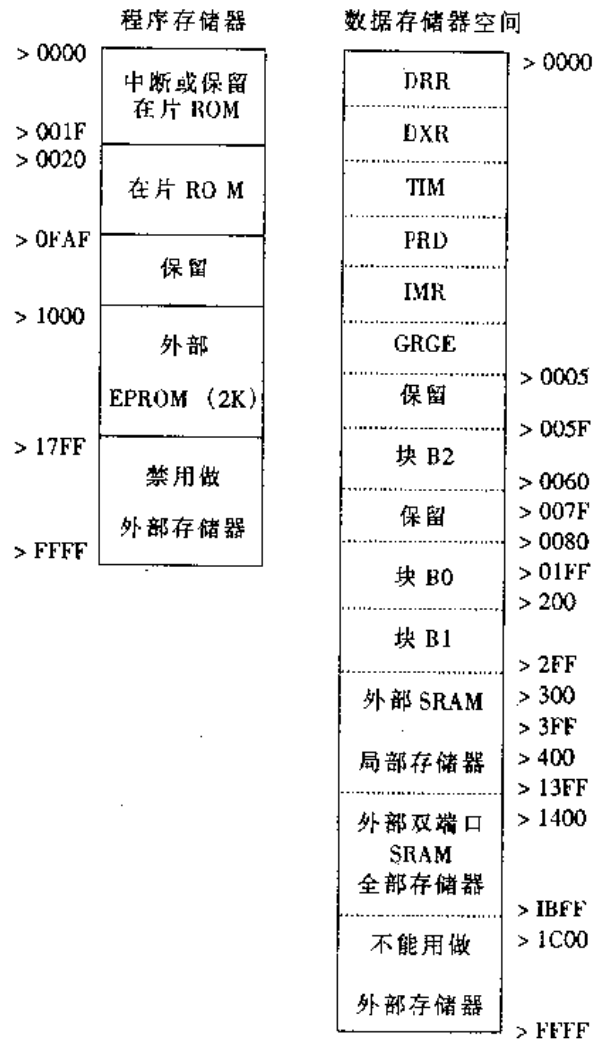 程序存储器
> 0000
中断或保留
在片 ROM
> 001F
> 0020
在片 RO M
> 0FAF
保留
> 1000
外部
EPROM (2K)
> 17FF
禁用做
外部存储器
> FFFF
数据存储器空间
> 0000
DRR
DXR
TIM
PRD
IMR
GRGE
> 0005
保留
> 005F
块 B2
> 0060
> 007F
保留
> 0080
> 01FF
块 B0
> 200
块 B1
> 2FF
外部 SRAM
> 300
> 3FF
局部存储器
> 400
> 13FF
外部双端口
> 1400
SRAM
全部存储器
> IBFF
不能用做
> 1C00
外部存储器
> FFFF